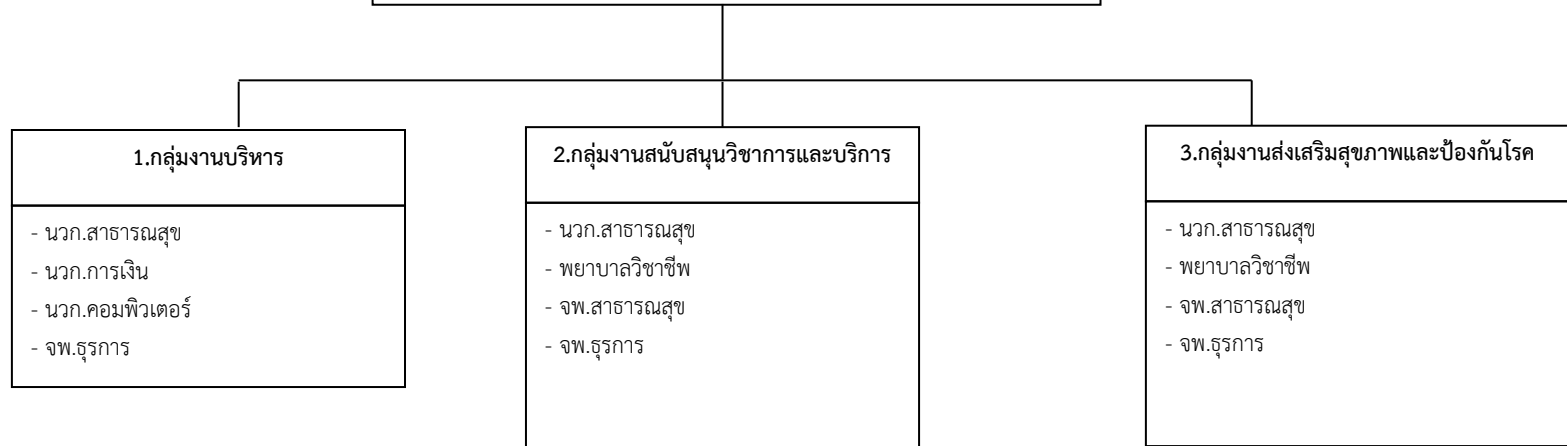 1.กลุ่มงานบริหาร
- นวก.สาธารณสุข
- นวก.การเงิน
- นวก.คอมพิวเตอร์
- จพ.ธุรการ
2.กลุ่มงานสนับสนุนวิชาการและบริการ
- นวก.สาธารณสุข
- พยาบาลวิชาชีพ
- จพ.สาธารณสุข
- จพ.ธุรการ
3.กลุ่มงานส่งเสริมสุขภาพและป้องกันโรค
- นวก.สาธารณสุข
- พยาบาลวิชาชีพ
- จพ.สาธารณสุข
- จพ.ธุรการ